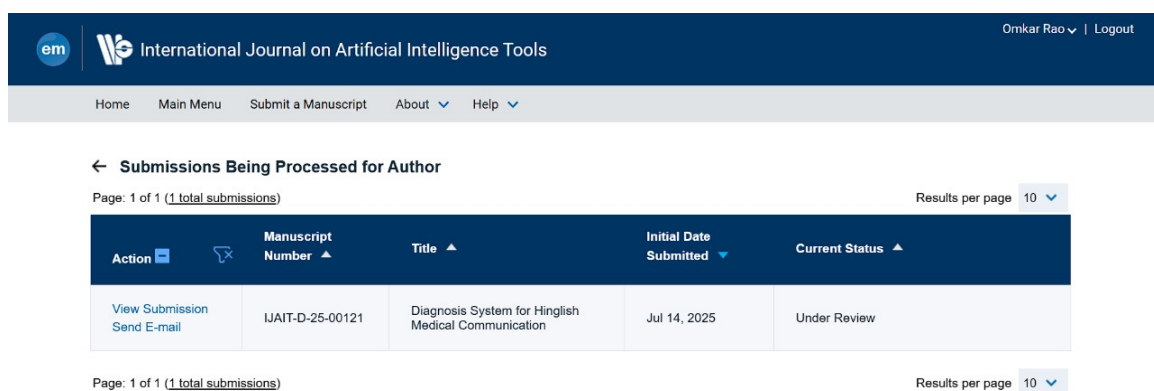 Omkar Rao | Logout
em International Journal on Artificial Intelligence Tools
Home Main Menu Submit a Manuscript About Help
← Submissions Being Processed for Author
Page: 1 of 1 (1 total submissions) Results per page 10
Action Manuscript Number Title Initial Date Submitted Current Status
View Submission
Send E-mail
IJAIT-D-25-00121
Diagnosis System for Hinglish
Medical Communication
Jul 14, 2025
Under Review
Page: 1 of 1 (1 total submissions) Results per page 10